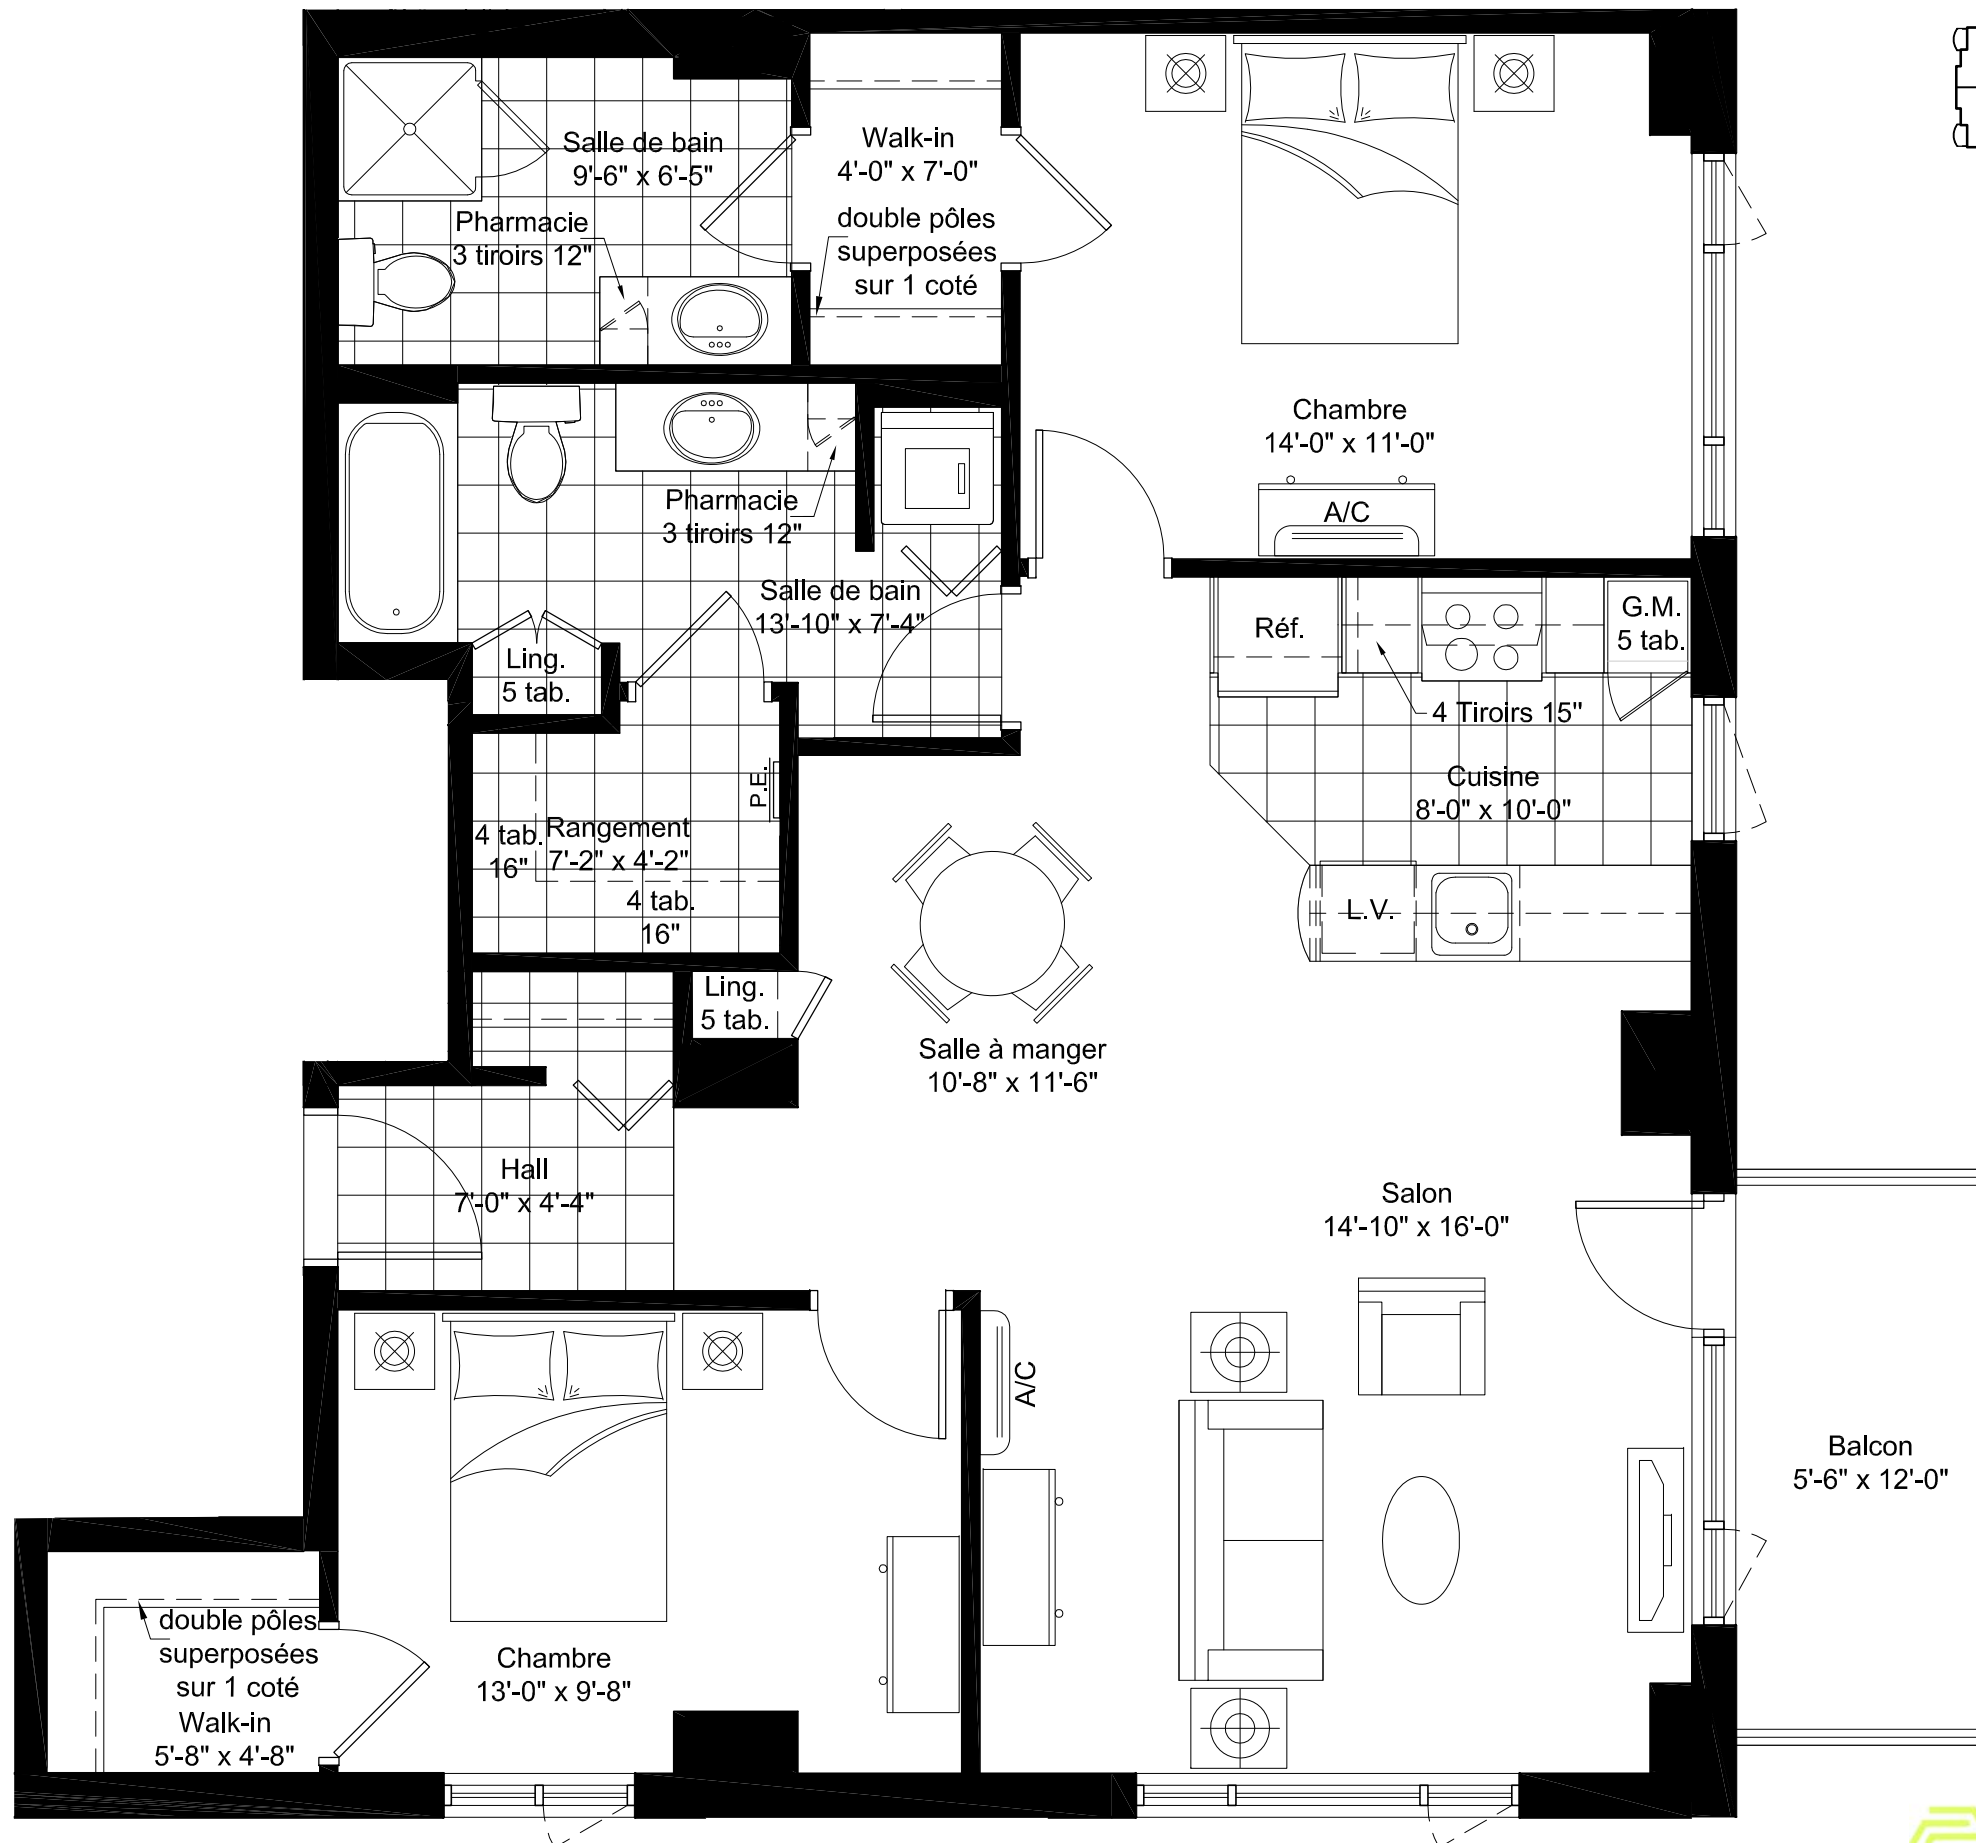 Salle de bain
9'-6" x 6'-5"
Walk-in
4'-0" x 7'-0"
Pharmacie
3 tiroirs 12"
double pôles
superposées
sur 1 coté
Chambre
14'-0" x 11'-0"
A/C
Pharmacie
3 tiroirs 12"
Salle de bain
13'-10" x 7'-4"
Réf.
G.M.
5 tab.
Ling.
5 tab.
4 Tiroirs 15"
Cuisine
8'-0" x 10'-0"
P.E.
4 tab.
16"
Rangement
7'-2" x 4'-2"
4 tab.
16"
L.V.
Ling.
5 tab.
Salle à manger
10'-8" x 11'-6"
Hall
7'-0" x 4'-4"
Salon
14'-10" x 16'-0"
A/C
Balcon
5'-6" x 12'-0"
double pôles
superposées
sur 1 coté
Walk-in
5'-8" x 4'-8"
Chambre
13'-0" x 9'-8"